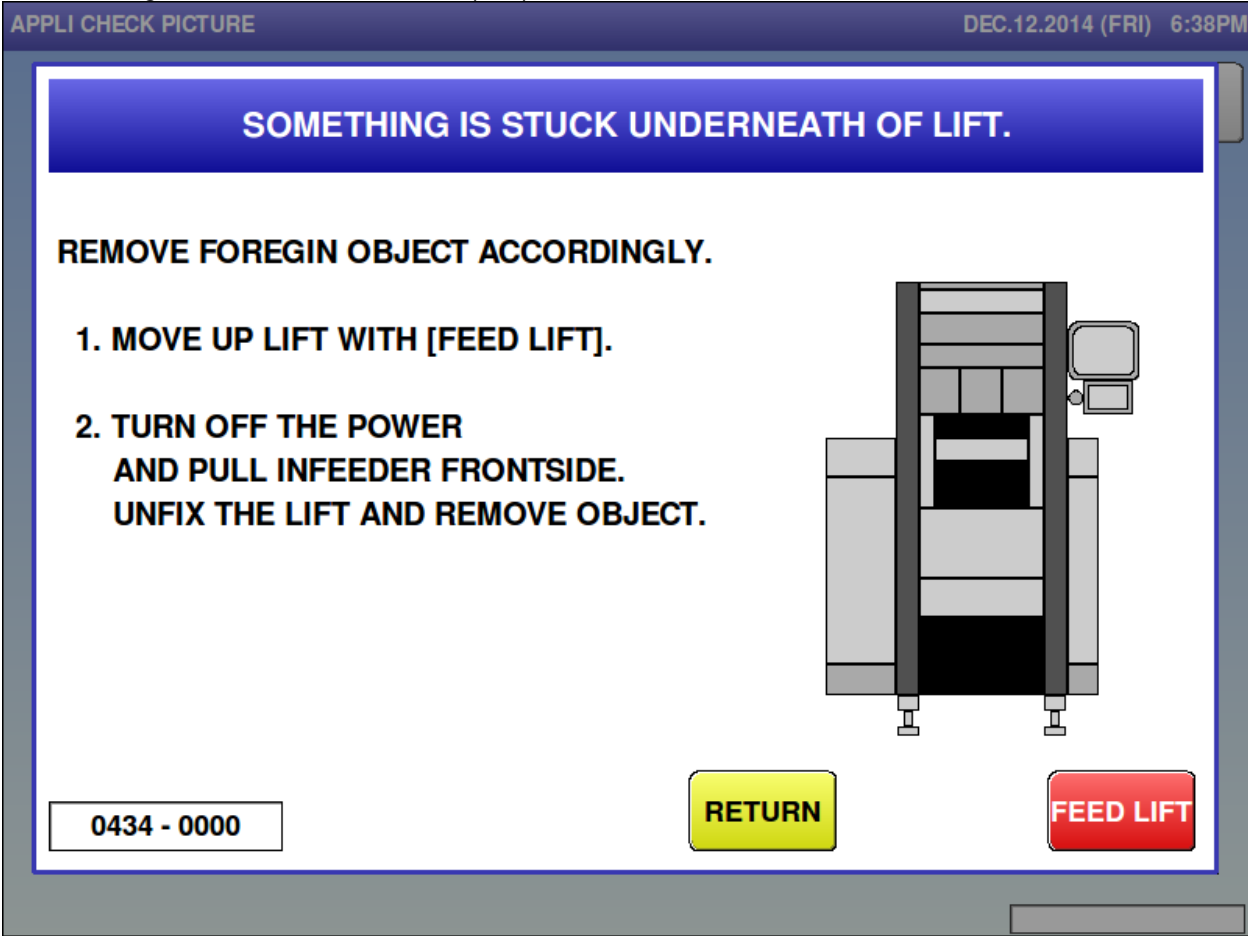 APPLI CHECK PICTURE DEC.12.2014 (FRI) 6:38PM
SOMETHING IS STUCK UNDERNEATH OF LIFT.
REMOVE FOREGIN OBJECT ACCORDINGLY.
1. MOVE UP LIFT WITH [FEED LIFT].
2. TURN OFF THE POWER
AND PULL INFEEDER FRONTSIDE.
UNFIX THE LIFT AND REMOVE OBJECT.
RETURN FEED LIFT
0434 - 0000